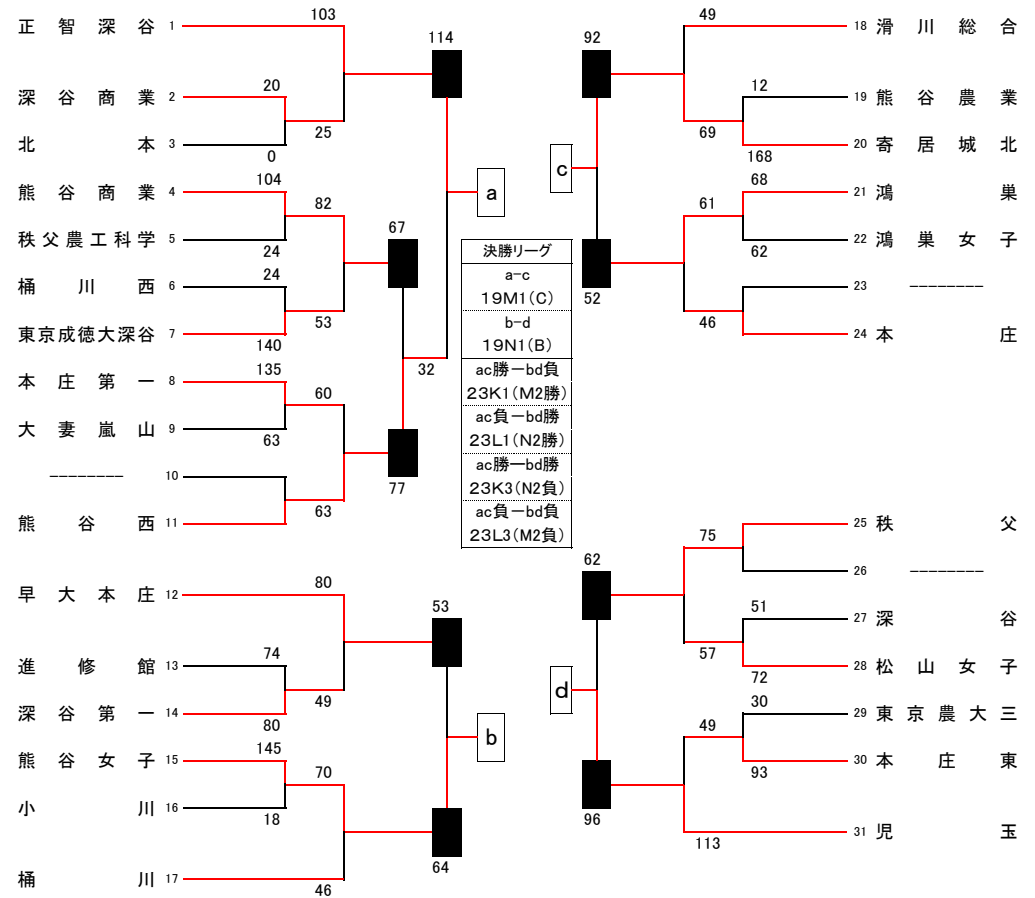 103
正智深谷 1
114
深谷商業 2
20
25
北本 3
0
熊谷商業 4
104
82
67
秩父農工科学 5
24
桶川西 6
24
53
東京成徳大深谷 7
140
32
a
本庄第一 8
135
60
大妻嵐山 9
63
77
-------- 10
63
熊谷西 11
早大本庄 12
80
53
進修館 13
74
49
深谷第一 14
80
b
熊谷女子 15
145
70
小川 16
18
64
桶川 17
46
決勝リーグ
a-c
19M1(C)
b-d
19N1(B)
ac勝ーbd負
23K1(M2勝)
ac負ーbd勝
23L1(N2勝)
ac勝ーbd勝
23K3(N2負)
ac負ーbd負
23L3(M2負)
49
18 滑川総合
92
12
19 熊谷農業
69
20 寄居城北
168
c
68
21 鴻巣
61
22 鴻巣女子
62
52
23 --------
46
24 本庄
25 秩父
75
62
26 --------
51
27 深谷
57
28 松山女子
72
d
30
29 東京農大三
49
30 本庄東
93
96
31 児玉
113